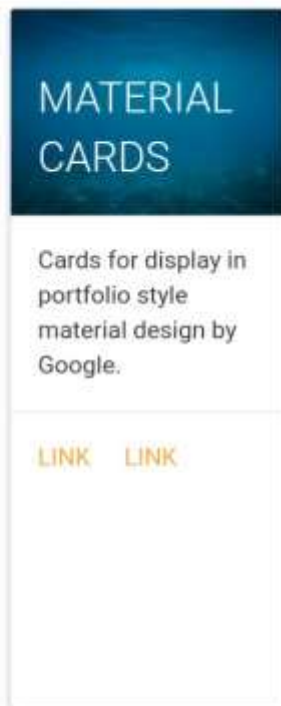 MATERIAL
CARDS
Cards for display in
portfolio style
material design by
Google.
LINK LINK